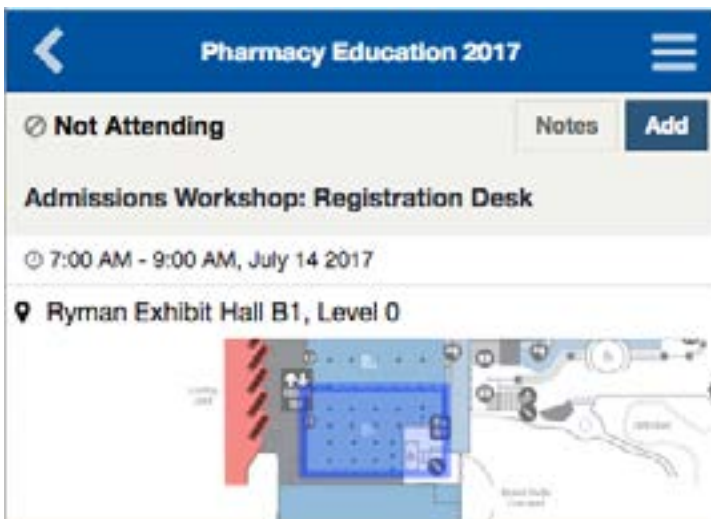 Pharmacy Education 2017
Not Attending
Notes
Add
Admissions Workshop: Registration Desk
7:00 AM - 9:00 AM, July 14 2017
Ryman Exhibit Hall B1, Level 0